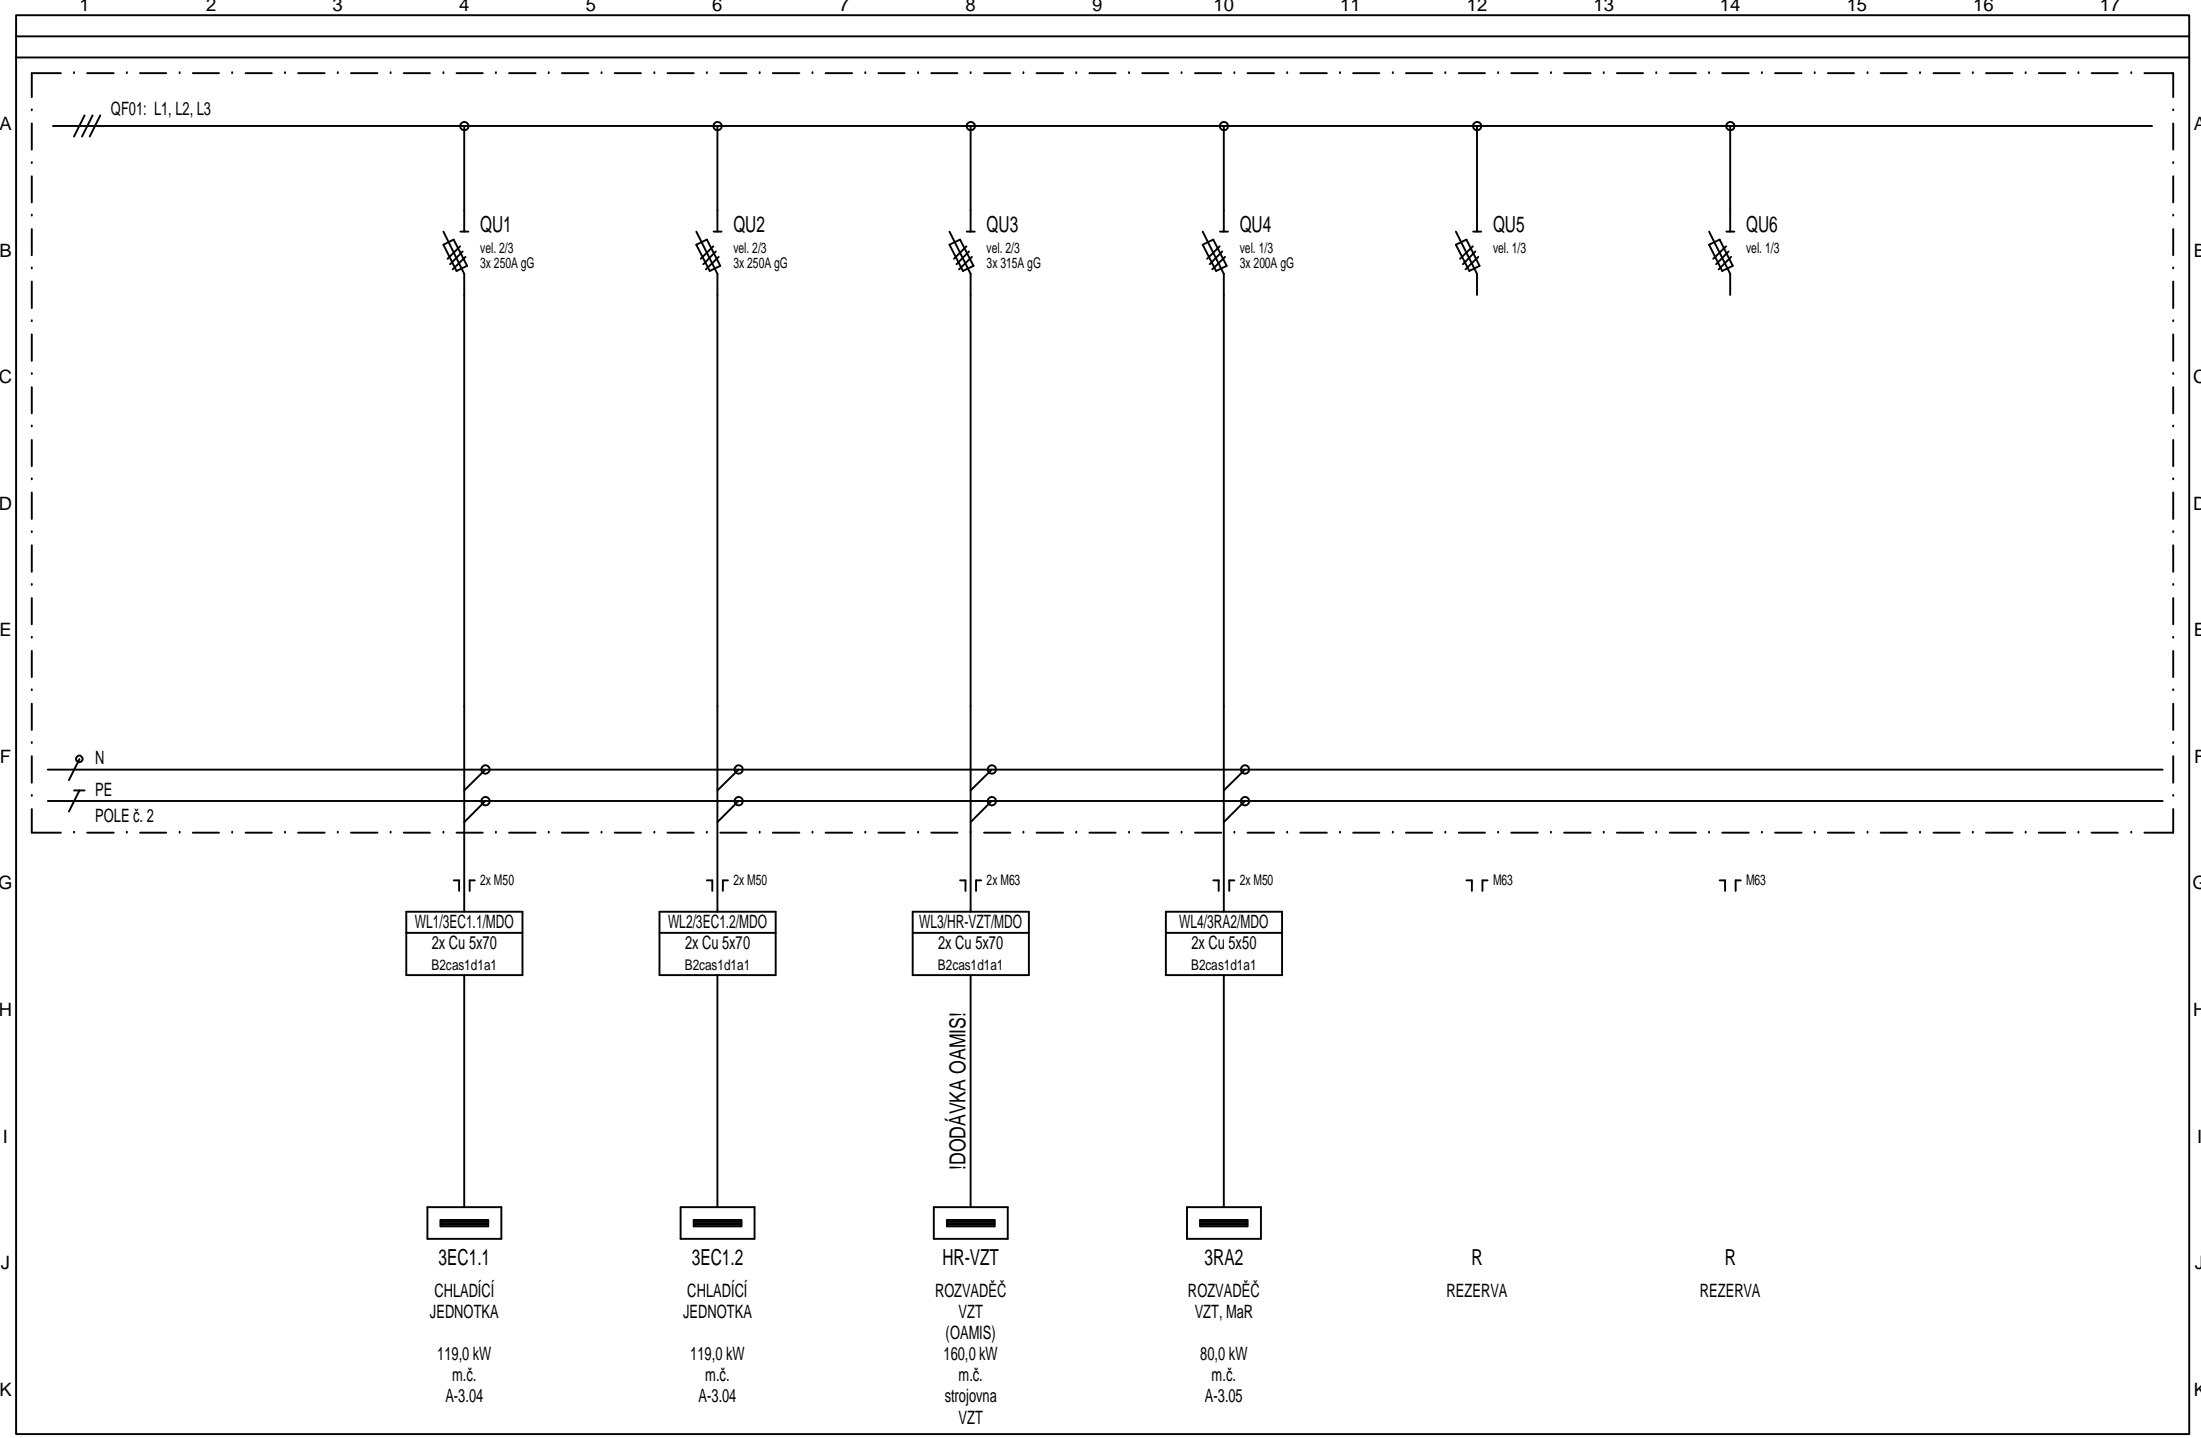 1 2 3 4 5 6 7 8 9 10 11 12 13 14 15 16 17
A
QF01: L1, L2, L3
A
B
QU1
vel. 2/3
3x 250A gG
QU2
vel. 2/3
3x 250A gG
QU3
vel. 2/3
3x 315A gG
QU4
vel. 1/3
3x 200A gG
QU5
vel. 1/3
QU6
vel. 1/3
C
D
D
E
F
N
PE
POLE č. 2
G
2x M50
2x M50
2x M63
2x M50
M63
M63
G
WL1/3EC1.1/MDO
2x Cu 5x70
B2cas1d1a1
WL2/3EC1.2/MDO
2x Cu 5x70
B2cas1d1a1
WL3/HR-VZT/MDO
2x Cu 5x70
B2cas1d1a1
WL4/3RA2/MDO
2x Cu 5x50
B2cas1d1a1
H
H
!DODÁVKA OAMIS!
I
I
J
J
3EC1.1
CHLADÍCÍ
JEDNOTKA
119,0 kW
m.č.
A-3.04
3EC1.2
CHLADÍCÍ
JEDNOTKA
119,0 kW
m.č.
A-3.04
HR-VZT
ROZVADĚČ
VZT
(OAMIS)
160,0 kW
m.č.
strojovna
VZT
3RA2
ROZVADĚČ
VZT, MaR
80,0 kW
m.č.
A-3.05
R
REZERVA
R
REZERVA
K
K